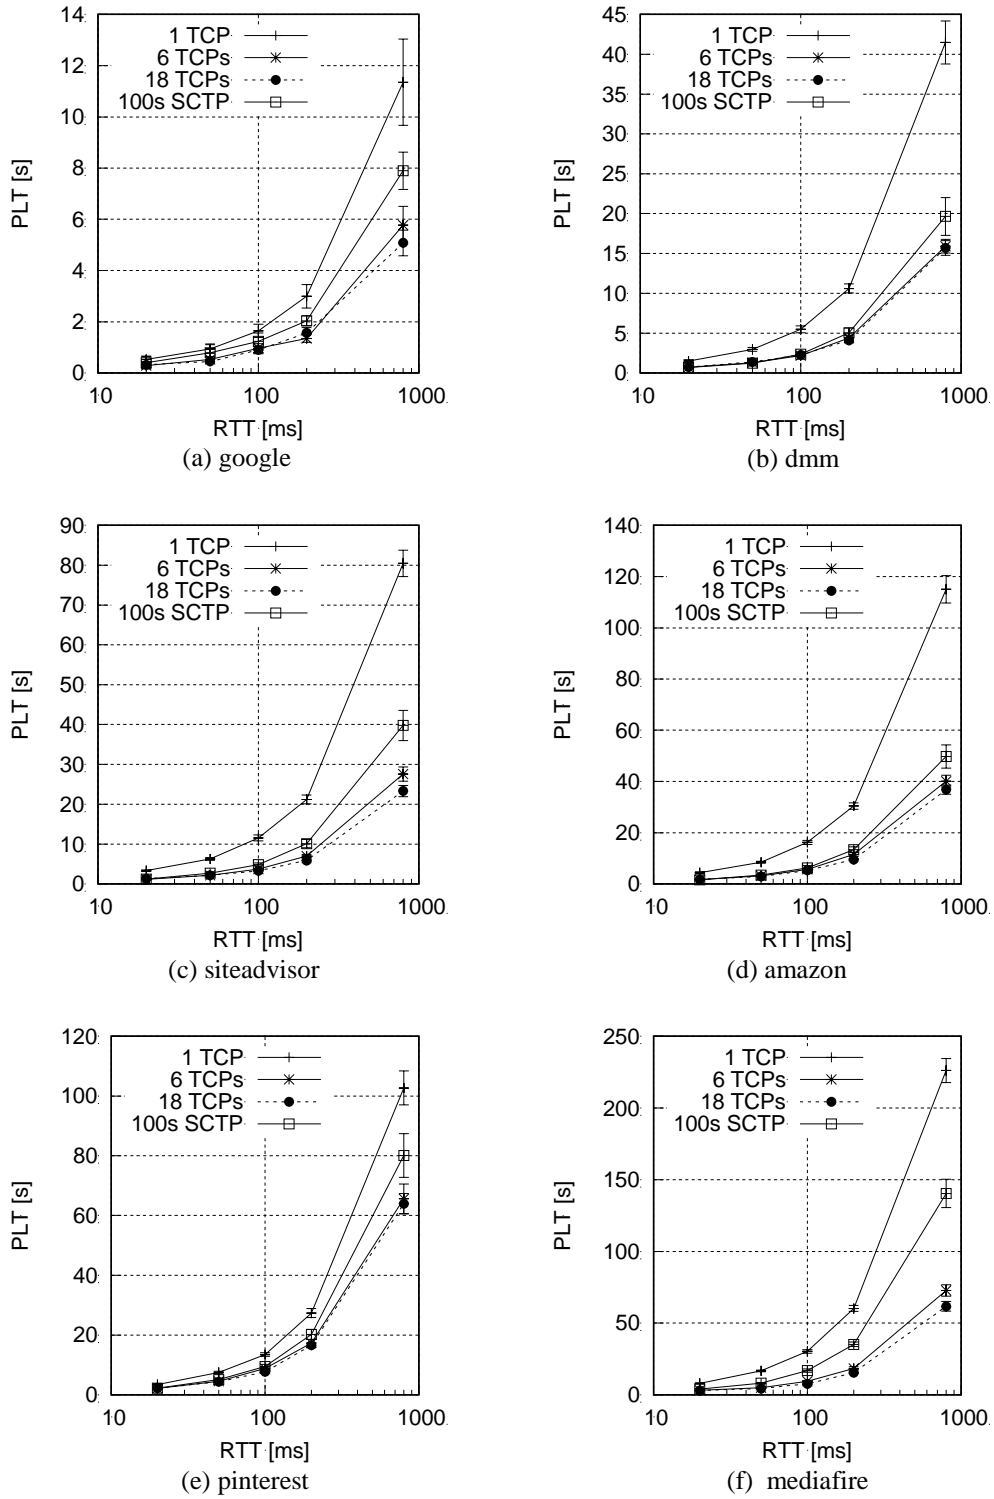 14
12
10
8
6
4
2
0
PLT [s]
1 TCP
6 TCPs
18 TCPs
100s SCTP
10 100 1000
RTT [ms]
(a) google
45
40
35
30
25
20
15
10
5
0
PLT [s]
1 TCP
6 TCPs
18 TCPs
100s SCTP
10 100 1000
RTT [ms]
(b) dmm
90
80
70
60
50
40
30
20
10
0
PLT [s]
1 TCP
6 TCPs
18 TCPs
100s SCTP
10 100 1000
RTT [ms]
(c) siteadvisor
140
120
100
80
60
40
20
0
PLT [s]
1 TCP
6 TCPs
18 TCPs
100s SCTP
10 100 1000
RTT [ms]
(d) amazon
120
100
80
60
40
20
0
PLT [s]
1 TCP
6 TCPs
18 TCPs
100s SCTP
10 100 1000
RTT [ms]
(e) pinterest
250
200
150
100
50
0
PLT [s]
1 TCP
6 TCPs
18 TCPs
100s SCTP
10 100 1000
RTT [ms]
(f) mediafire